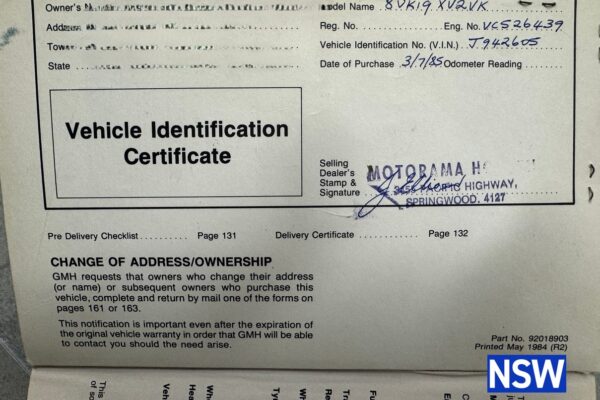 Owner's
Model Name 8VK19 XV2VK
Address
Reg. No. Eng. No. VC526439
Town
Vehicle Identification No. (V.I.N.) J942605
State
Date of Purchase 3/7/85 Odometer Reading
Vehicle Identification
Certificate
Selling
Dealer's
Stamp &
Signature
MOTORAMA
PACIFIC HIGHWAY,
SPRINGWOOD. 4127
Pre Delivery Checklist .......... Page 131 Delivery Certificate ............ Page 132
CHANGE OF ADDRESS/OWNERSHIP
GMH requests that owners who change their address
(or name) or subsequent owners who purchase this
vehicle, complete and return by mail one of the forms on
pages 161 or 163.
This notification is important even after the expiration of
the original vehicle warranty in order that GMH will be able
to contact you should the need arise.
Part No. 92018903
Printed May 1984 (R2)
NSW